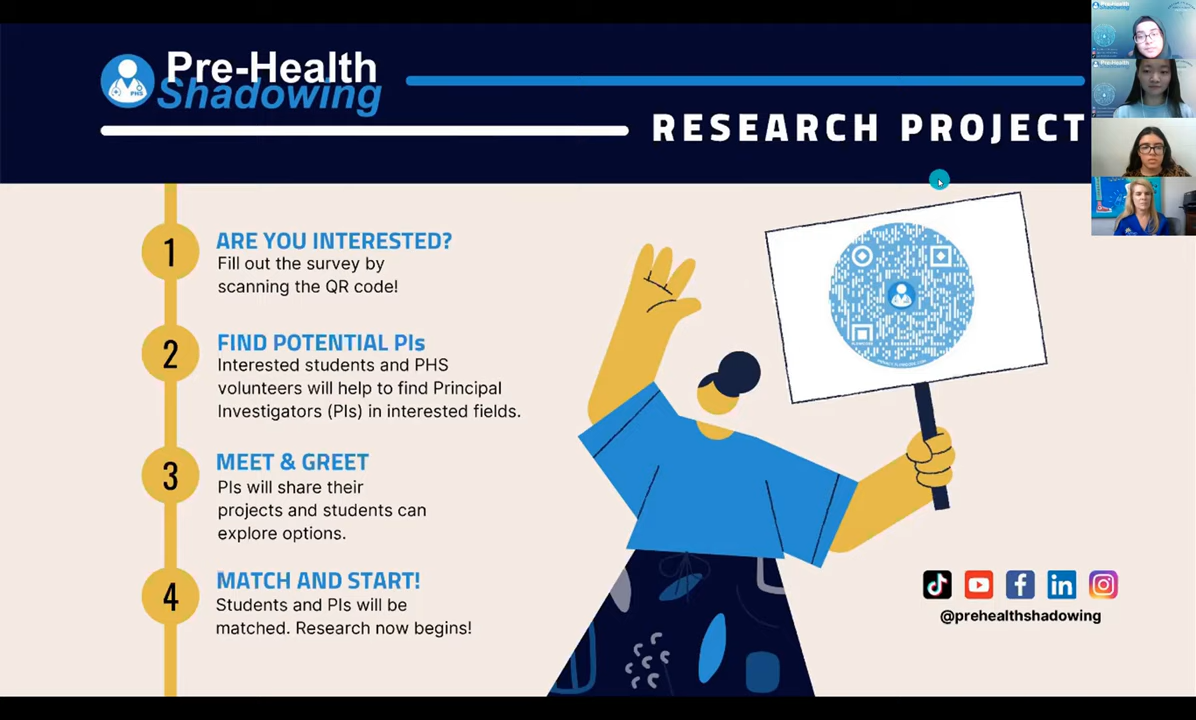 Pre-Health
Shadowing
PHS
RESEARCH PROJECT
1
ARE YOU INTERESTED?
Fill out the survey by
scanning the QR code!
2
FIND POTENTIAL PIs
Interested students and PHS
volunteers will help to find Principal
Investigators (PIs) in interested fields.
3
MEET & GREET
PIs will share their
projects and students can
explore options.
4
MATCH AND START!
Students and PIs will be
matched. Research now begins!
@prehealthshadowing